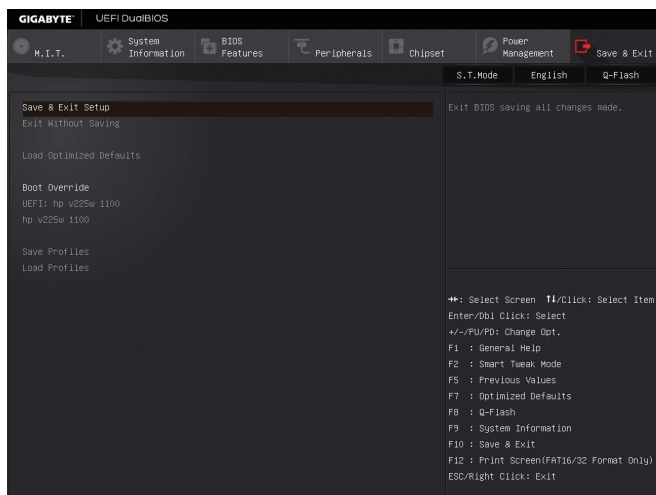 GIGABYTE™ UEFI DualBIOS
M.I.T. System Information BIOS Features Peripherals Chipset Power Management Save & Exit
S.T.Mode English Q-Flash
Save & Exit Setup
Exit Without Saving
Load Optimized Defaults
Boot Override
UEFI: hp v225w 1100
hp v225w 1100
Save Profiles
Load Profiles
Exit BIOS saving all changes made.
→←: Select Screen ↑↓/Click: Select Item
Enter/Dbl Click: Select
+/-/PU/PD: Change Opt.
F1 : General Help
F2 : Smart Tweak Mode
F5 : Previous Values
F7 : Optimized Defaults
F8 : Q-Flash
F9 : System Information
F10 : Save & Exit
F12 : Print Screen(FAT16/32 Format Only)
ESC/Right Click: Exit